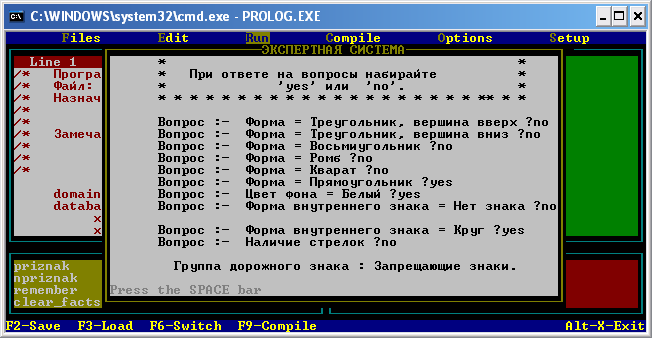 C:\WINDOWS\system32\cmd.exe - PROLOG.EXE
Files Edit Run Compile Options Setup
ЭКСПЕРТНАЯ СИСТЕМА
Line 1
* *
/* Програ * При ответе на вопросы набирайте *
/* Файл: * 'yes' или 'no'. *
/* Назнач * * * * * * * * * * * * * * * * * * * * * * ** * *
/*
/* Вопрос :- Форма = Треугольник, вершина вверх ?no
/* Замеча Вопрос :- Форма = Треугольник, вершина вниз ?no
/* Вопрос :- Форма = Восьмиугольник ?no
/* Вопрос :- Форма = Ромб ?no
/* Вопрос :- Форма = Кварат ?no
Вопрос :- Форма = Прямоугольник ?yes
domain Вопрос :- Цвет фона = Белый ?yes
databa Вопрос :- Форма внутреннего знака = Нет знака ?no
x
x Вопрос :- Форма внутреннего знака = Круг ?yes
Вопрос :- Наличие стрелок ?no
priznak Группа дорожного знака : Запрещающие знаки.
npriznak
remember Press the SPACE bar
clear_facts
F2-Save F3-Load F6-Switch F9-Compile Alt-X-Exit